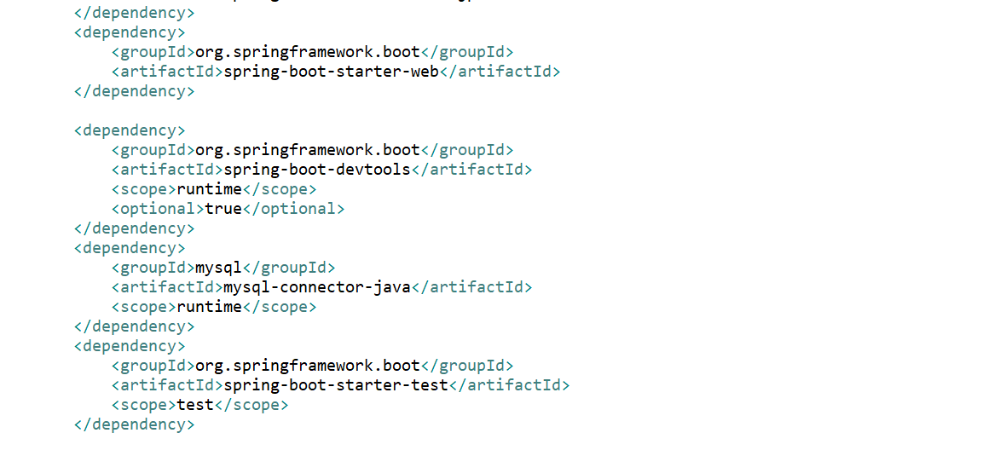 </dependency>
<dependency>
<groupId>org.springframework.boot</groupId>
<artifactId>spring-boot-starter-web</artifactId>
</dependency>
<dependency>
<groupId>org.springframework.boot</groupId>
<artifactId>spring-boot-devtools</artifactId>
<scope>runtime</scope>
<optional>true</optional>
</dependency>
<dependency>
<groupId>mysql</groupId>
<artifactId>mysql-connector-java</artifactId>
<scope>runtime</scope>
</dependency>
<dependency>
<groupId>org.springframework.boot</groupId>
<artifactId>spring-boot-starter-test</artifactId>
<scope>test</scope>
</dependency>